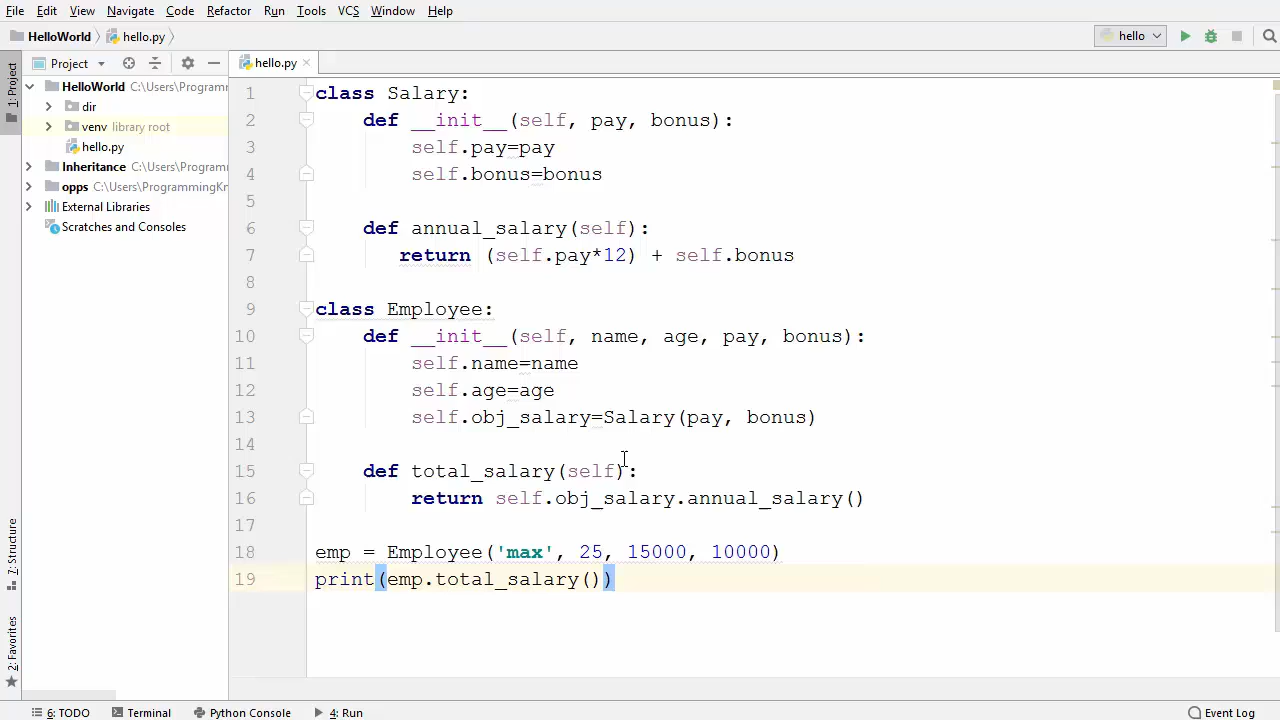 File Edit View Navigate Code Refactor Run Tools VCS Window Help
HelloWorld hello.py hello
1: Project
Project hello.py
HelloWorld C:\Users\Programm
dir
venv library root
hello.py
Inheritance C:\Users\Programm
opps C:\Users\ProgrammingKn
External Libraries
Scratches and Consoles
1 class Salary:
2 def __init__(self, pay, bonus):
3 self.pay=pay
4 self.bonus=bonus
5
6 def annual_salary(self):
7 return (self.pay*12) + self.bonus
8
9 class Employee:
10 def __init__(self, name, age, pay, bonus):
11 self.name=name
12 self.age=age
13 self.obj_salary=Salary(pay, bonus)
14
15 def total_salary(self):
16 return self.obj_salary.annual_salary()
17
18 emp = Employee('max', 25, 15000, 10000)
19 print(emp.total_salary())
7: Structure
2: Favorites
6: TODO Terminal Python Console 4: Run Event Log